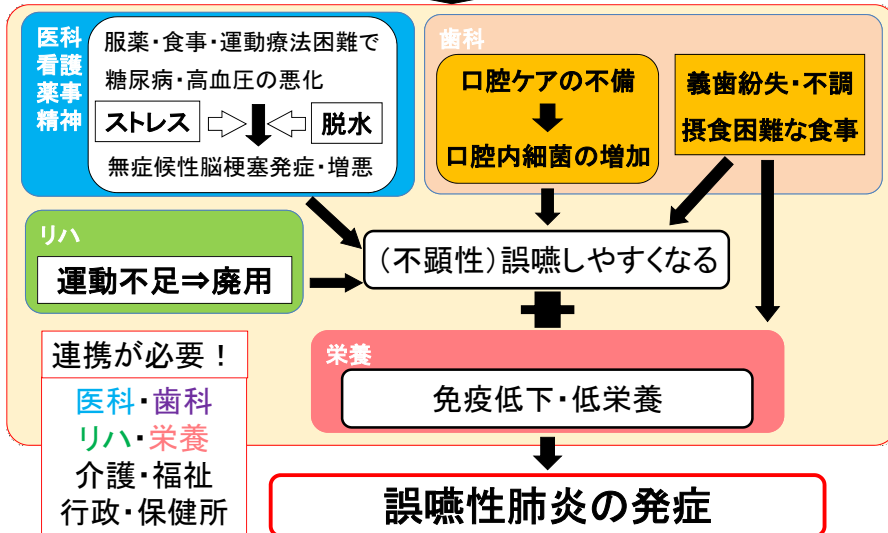 医科
看護
薬事
精神
服薬・食事・運動療法困難で
糖尿病・高血圧の悪化
ストレス
脱水
無症候性脳梗塞発症・増悪
歯科
口腔ケアの不備
口腔内細菌の増加
義歯紛失・不調
摂食困難な食事
リハ
運動不足⇒廃用
(不顕性)誤嚥しやすくなる
栄養
免疫低下・低栄養
連携が必要！
医科・歯科
リハ・栄養
介護・福祉
行政・保健所
誤嚥性肺炎の発症